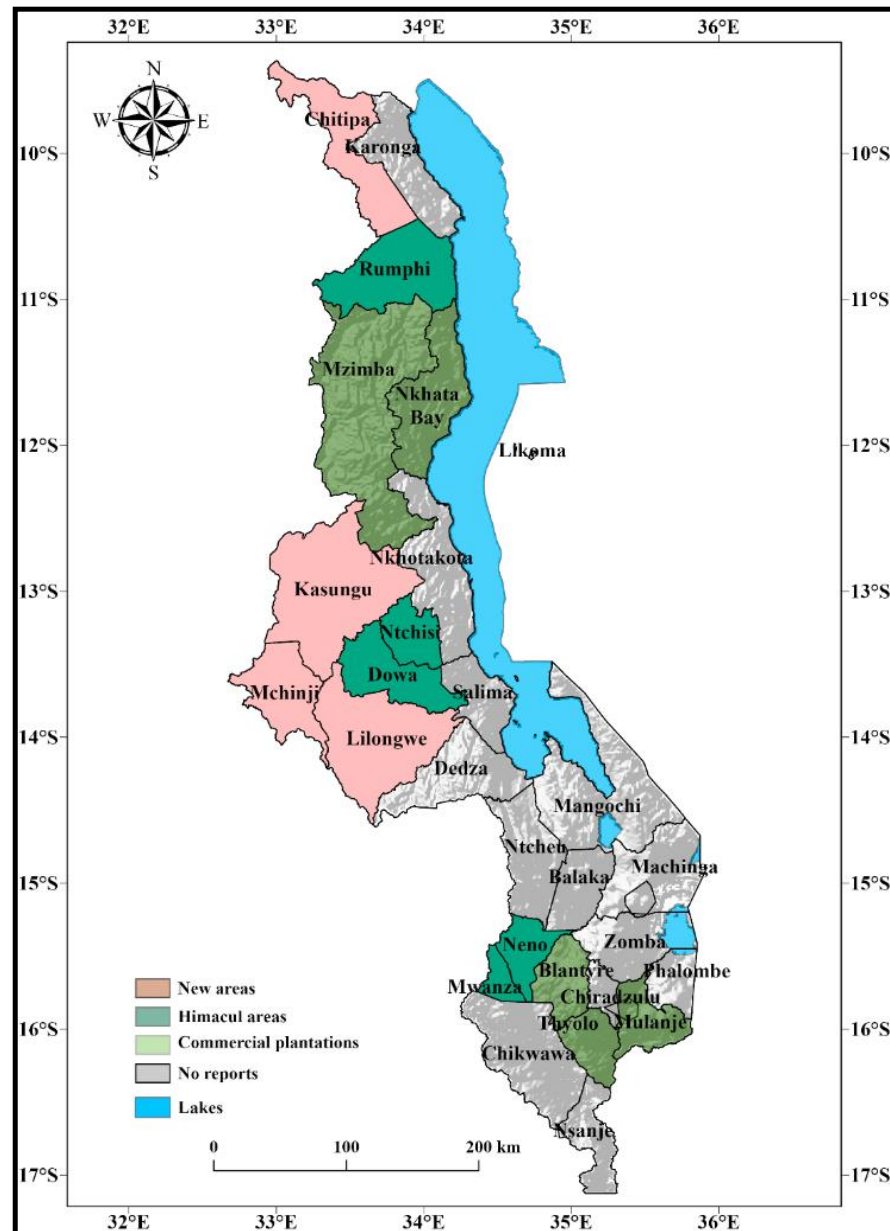 32°E 33°E 34°E 35°E 36°E
N
W E
S
Chitipa
Karonga
10°S 10°S
Rumphi
11°S 11°S
Mzimba
Nkhata
Bay
12°S 12°S
Likoma
Nkhotakota
Kasungu
13°S 13°S
Ntchisi
Dowa
Mchinji
Salima
14°S 14°S
Lilongwe
Dedza
Mangochi
Ntcheu
Machinga
15°S 15°S
Balaka
Neno
Zomba
Blantyre
Phalombe
Mwanza
Chiradzulu
Thyolo
Mulanje
16°S 16°S
Chikwawa
Nsanje
17°S 17°S
New areas
Himacul areas
Commercial plantations
No reports
Lakes
0 100 200 km
32°E 33°E 34°E 35°E 36°E